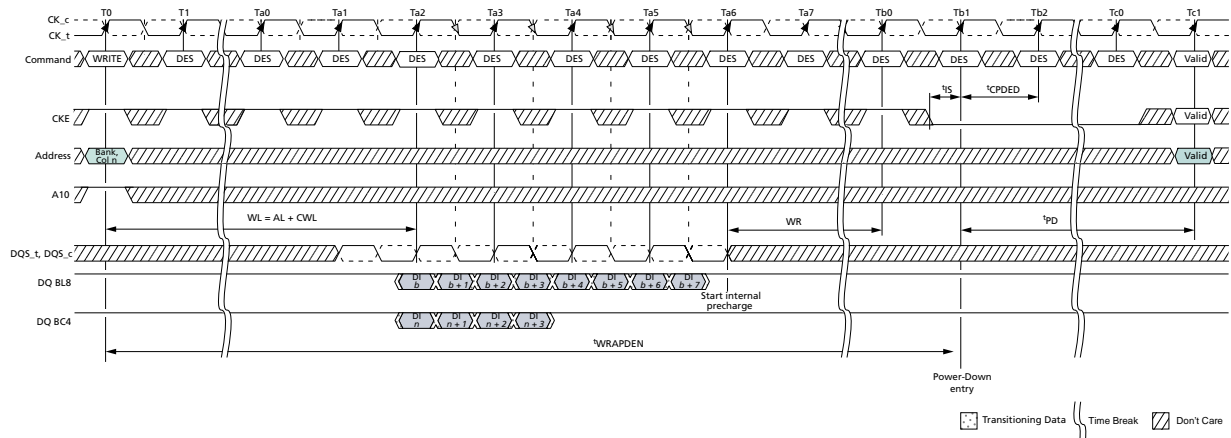 T0 T1 Ta0 Ta1 Ta2 Ta3 Ta4 Ta5 Ta6 Ta7 Tb0 Tb1 Tb2 Tc0 Tc1
CK_c
CK_t
Command WRITE DES DES DES DES DES DES DES DES DES DES DES DES DES Valid
tIS tCPDED
CKE Valid
Address Bank, Col n Valid
A10
WL = AL + CWL WR tPD
DQS_t, DQS_c
DQ BL8 DI b DI b + 1 DI b + 2 DI b + 3 DI b + 4 DI b + 5 DI b + 6 DI b + 7
Start internal
precharge
DQ BC4 DI n DI n + 1 DI n + 2 DI n + 3
tWRAPDEN
Power-Down
entry
Transitioning Data Time Break Don't Care